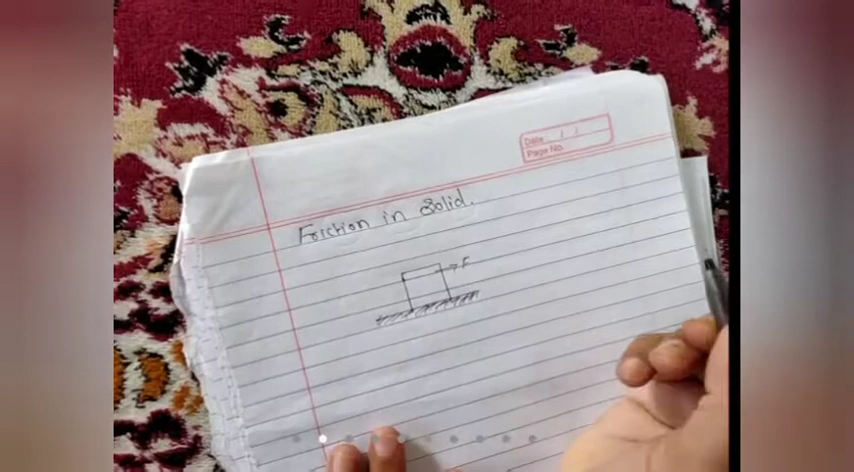 Date / /
Page No.
Friction in Solid.
F